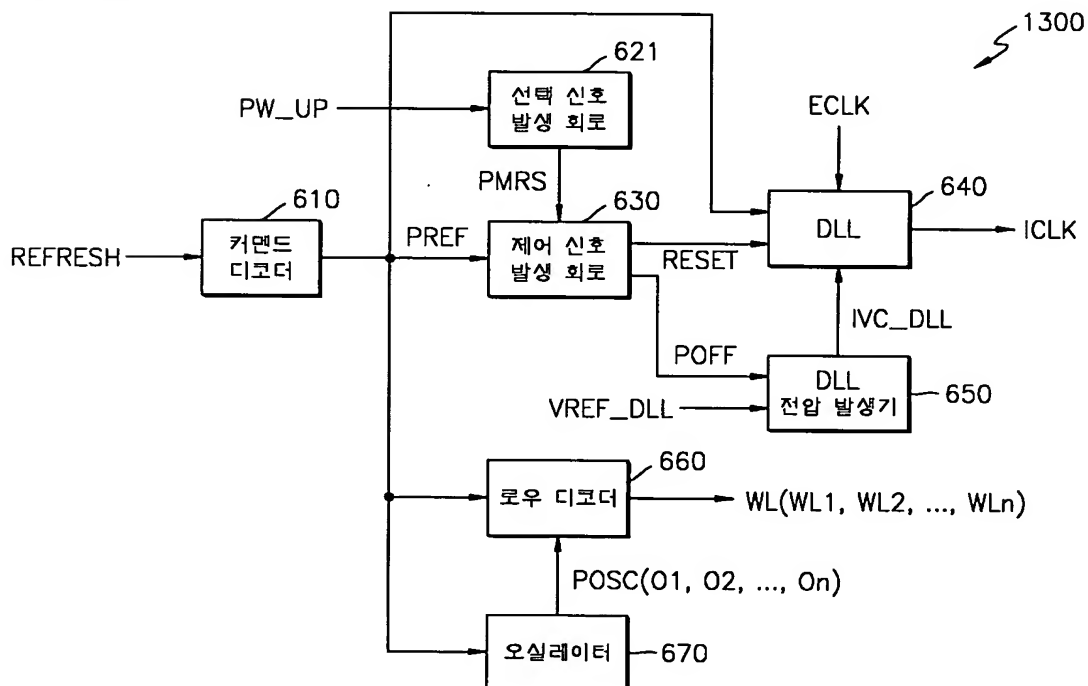 1300
621
선택 신호
발생 회로
PW_UP
ECLK
PMRS
610
630
640
REFRESH
커멘드
디코더
PREF
제어 신호
발생 회로
RESET
DLL
ICLK
IVC_DLL
POFF
VREF_DLL
DLL
전압 발생기
650
660
로우 디코더
WL(WL1, WL2, ..., WLn)
POSC(O1, O2, ..., On)
오실레이터
670